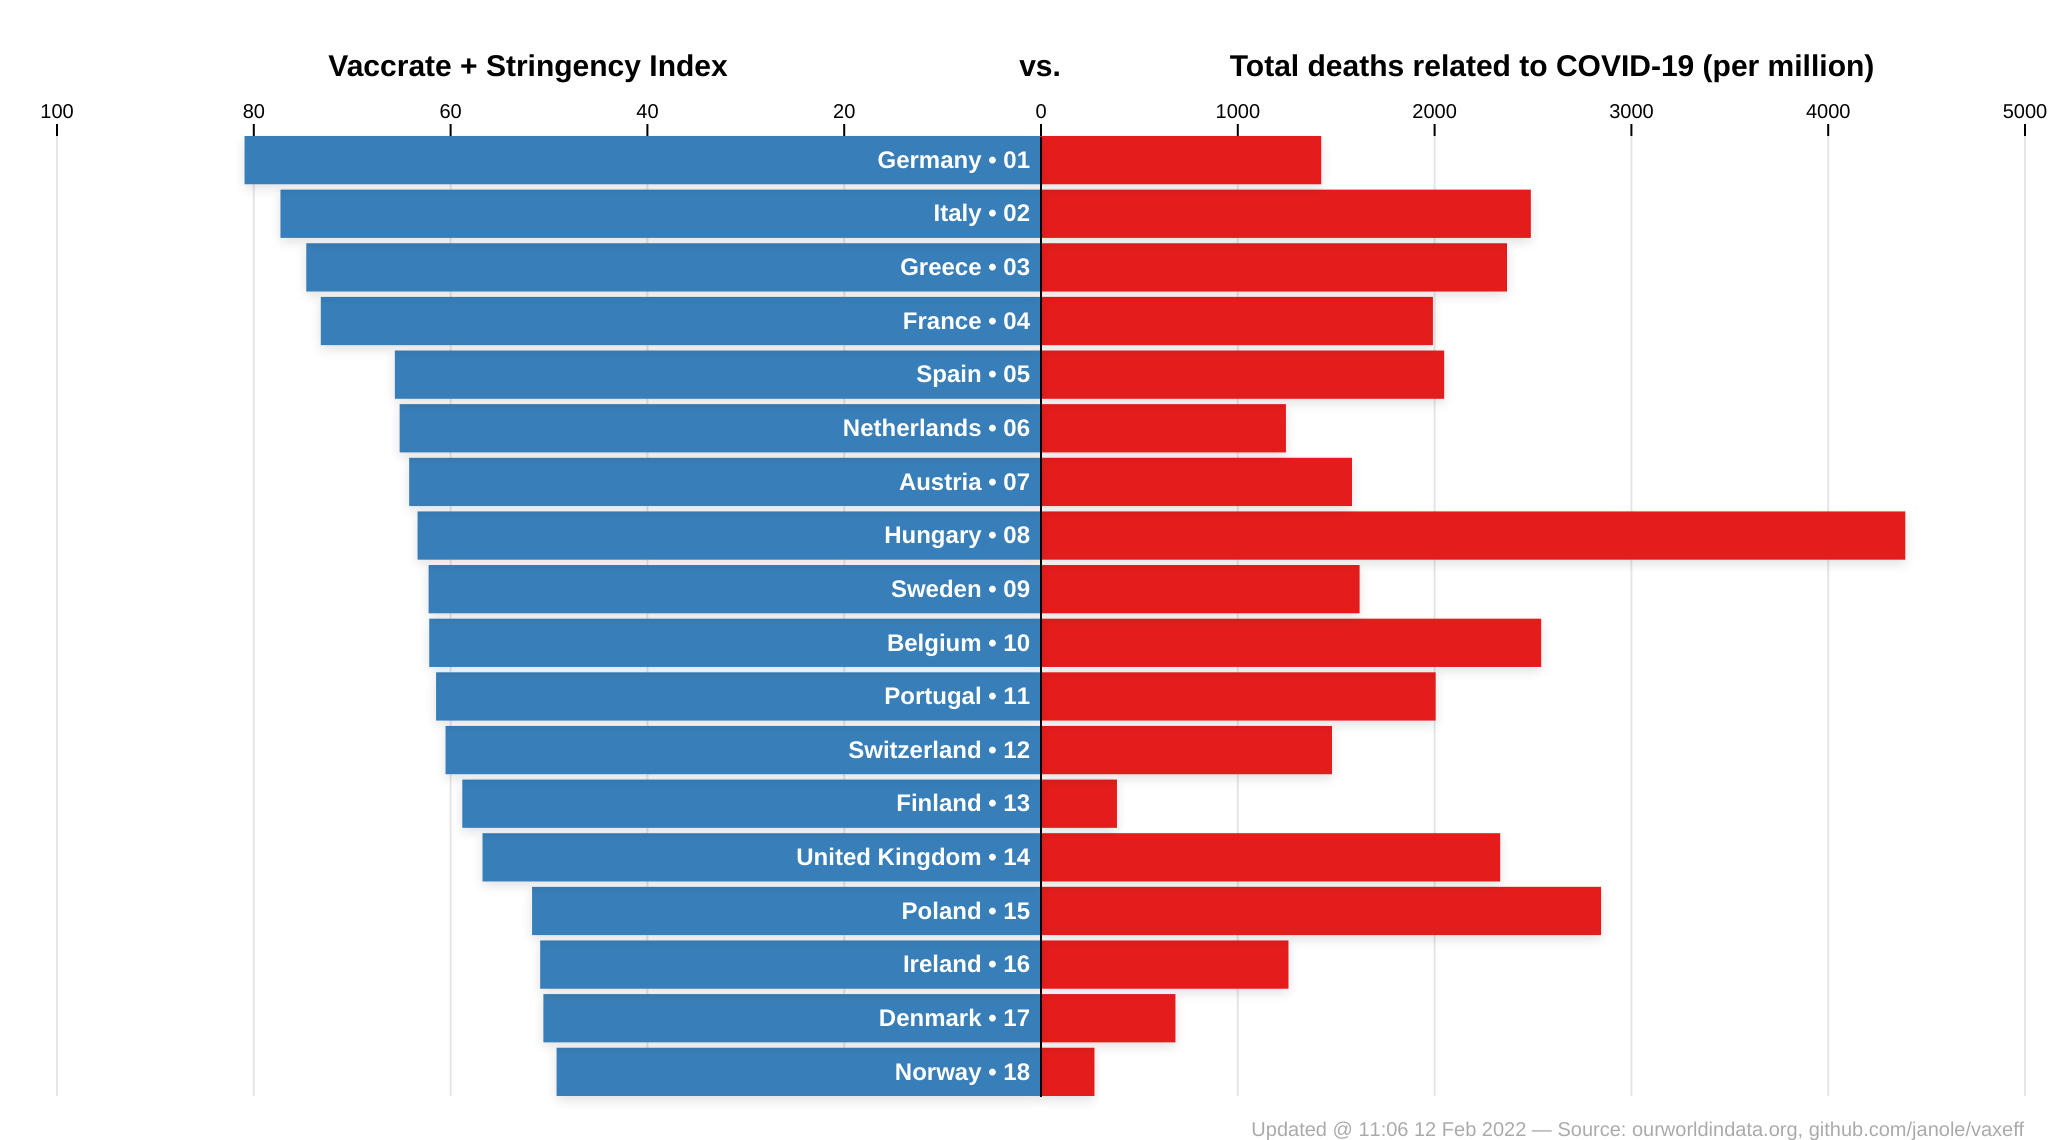 Vaccrate + Stringency Index vs. Total deaths related to COVID-19 (per million)
100 80 60 40 20 0 1000 2000 3000 4000 5000
Germany • 01
Italy • 02
Greece • 03
France • 04
Spain • 05
Netherlands • 06
Austria • 07
Hungary • 08
Sweden • 09
Belgium • 10
Portugal • 11
Switzerland • 12
Finland • 13
United Kingdom • 14
Poland • 15
Ireland • 16
Denmark • 17
Norway • 18
Updated @ 11:06 12 Feb 2022 — Source: ourworldindata.org, github.com/janole/vaxeff